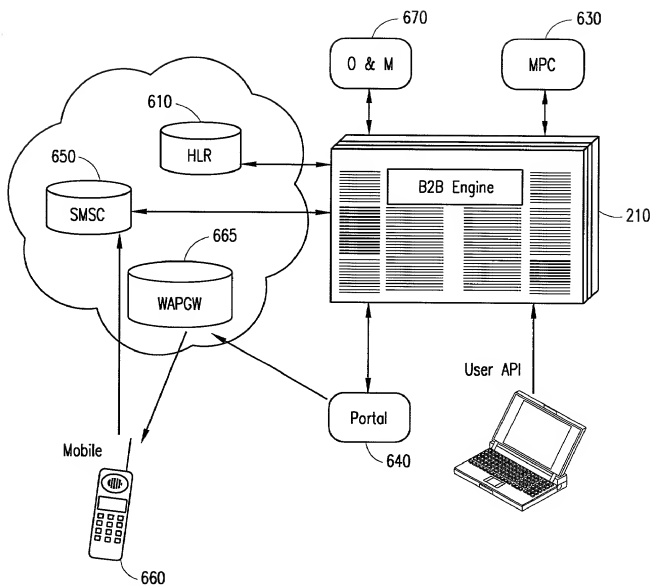 670
630
O & M
MPC
610
HLR
650
SMSC
B2B Engine
210
665
WAPGW
User API
Portal
640
Mobile
660